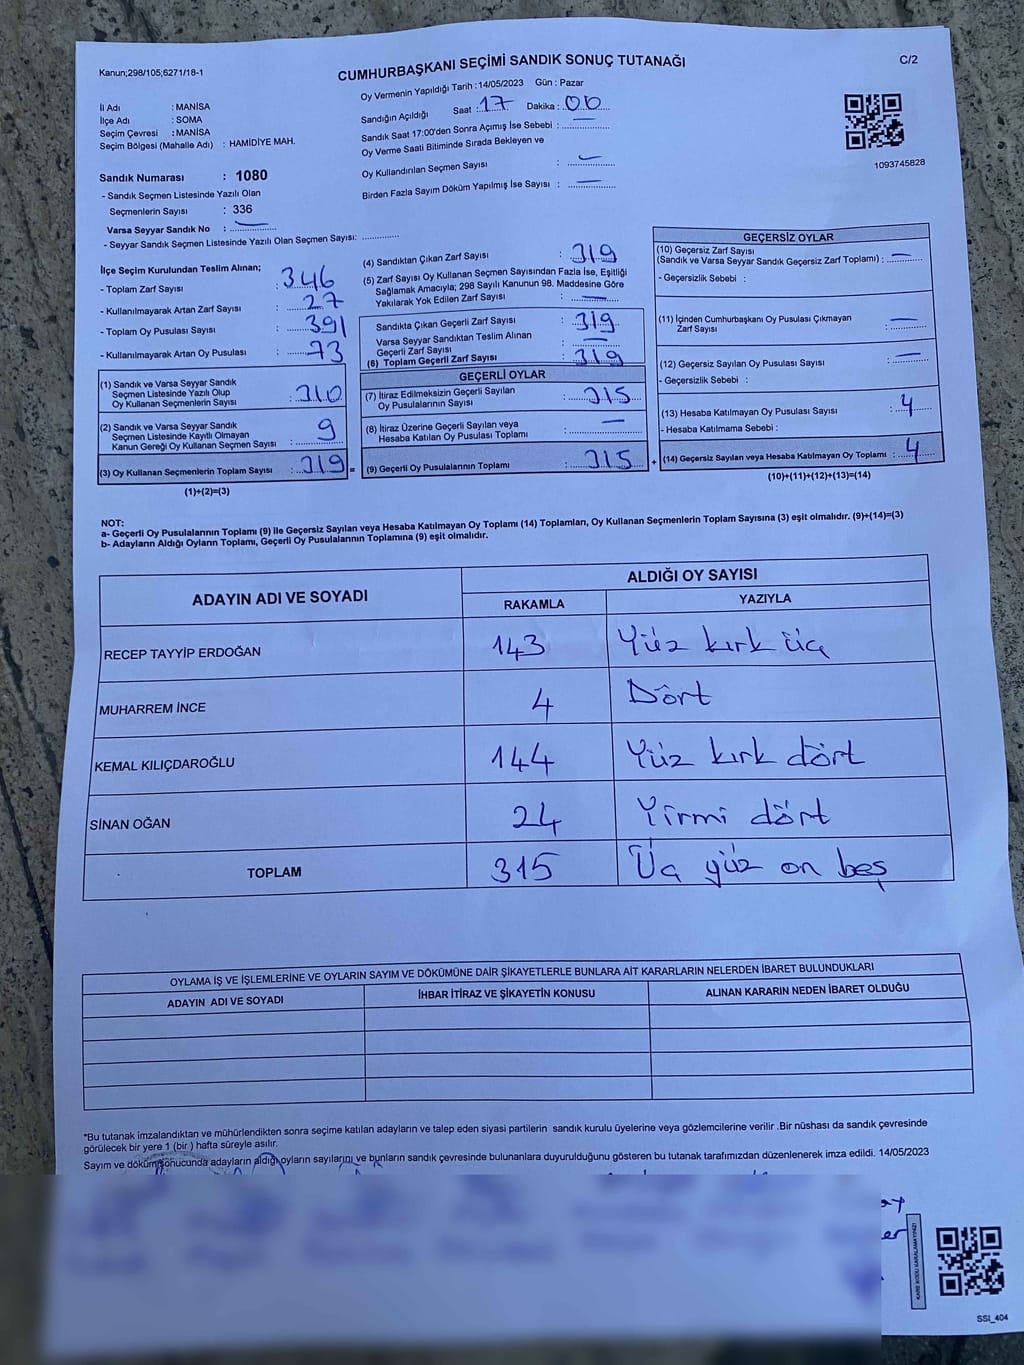 Kanun;298/105;6271/18-1
CUMHURBAŞKANI SEÇİMİ SANDIK SONUÇ TUTANAĞI
C/2
Oy Vermenin Yapıldığı Tarih :14/05/2023 Gün : Pazar
İl Adı : MANİSA
İlçe Adı : SOMA
Seçim Çevresi : MANİSA
Seçim Bölgesi (Mahalle Adı) : HAMİDİYE MAH.
Sandık Numarası : 1080
- Sandık Seçmen Listesinde Yazılı Olan
Seçmenlerin Sayısı : 336
Varsa Seyyar Sandık No : —
- Seyyar Sandık Seçmen Listesinde Yazılı Olan Seçmen Sayısı: ..............
Sandığın Açıldığı Saat : 17 Dakika : 00
Sandık Saat 17:00'den Sonra Açımış İse Sebebi : —
Oy Verme Saati Bitiminde Sırada Bekleyen ve
Oy Kullandırılan Seçmen Sayısı : —
Birden Fazla Sayım Döküm Yapılmış İse Sayısı : —
1093745828
İlçe Seçim Kurulundan Teslim Alınan;
- Toplam Zarf Sayısı : 346
- Kullanılmayarak Artan Zarf Sayısı : 27
- Toplam Oy Pusulası Sayısı : 391
- Kullanılmayarak Artan Oy Pusulası : 73
(1) Sandık ve Varsa Seyyar Sandık
Seçmen Listesinde Yazılı Olup
Oy Kullanan Seçmenlerin Sayısı : 310
(2) Sandık ve Varsa Seyyar Sandık
Seçmen Listesinde Kayıtlı Olmayan
Kanun Gereği Oy Kullanan Seçmen Sayısı : 9
(3) Oy Kullanan Seçmenlerin Toplam Sayısı : 319 =
(1)+(2)=(3)
(4) Sandıktan Çıkan Zarf Sayısı : 319
(5) Zarf Sayısı Oy Kullanan Seçmen Sayısından Fazla İse, Eşitliği
Sağlamak Amacıyla; 298 Sayılı Kanunun 98. Maddesine Göre
Yakılarak Yok Edilen Zarf Sayısı : —
Sandıkta Çıkan Geçerli Zarf Sayısı : 319
Varsa Seyyar Sandıktan Teslim Alınan
Geçerli Zarf Sayısı : —
(6) Toplam Geçerli Zarf Sayısı : 319
GEÇERLİ OYLAR
(7) İtiraz Edilmeksizin Geçerli Sayılan
Oy Pusulalarının Sayısı : 315
(8) İtiraz Üzerine Geçerli Sayılan veya
Hesaba Katılan Oy Pusulası Toplamı : —
(9) Geçerli Oy Pusulalarının Toplamı : 315 +
GEÇERSİZ OYLAR
(10) Geçersiz Zarf Sayısı
(Sandık ve Varsa Seyyar Sandık Geçersiz Zarf Toplamı) : —
- Geçersizlik Sebebi :
(11) İçinden Cumhurbaşkanı Oy Pusulası Çıkmayan
Zarf Sayısı : —
(12) Geçersiz Sayılan Oy Pusulası Sayısı : —
- Geçersizlik Sebebi :
(13) Hesaba Katılmayan Oy Pusulası Sayısı : 4
- Hesaba Katılmama Sebebi :
(14) Geçersiz Sayılan veya Hesaba Katılmayan Oy Toplamı : 4
(10)+(11)+(12)+(13)=(14)
NOT:
a- Geçerli Oy Pusulalarının Toplamı (9) ile Geçersiz Sayılan veya Hesaba Katılmayan Oy Toplamı (14) Toplamları, Oy Kullanan Seçmenlerin Toplam Sayısına (3) eşit olmalıdır. (9)+(14)=(3)
b- Adayların Aldığı Oyların Toplamı, Geçerli Oy Pusulalarının Toplamına (9) eşit olmalıdır.
ADAYIN ADI VE SOYADI
ALDIĞI OY SAYISI
RAKAMLA YAZIYLA
RECEP TAYYİP ERDOĞAN 143 Yüz kırk üç
MUHARREM İNCE 4 Dört
KEMAL KILIÇDAROĞLU 144 Yüz kırk dört
SİNAN OĞAN 24 Yirmi dört
TOPLAM 315 Üç yüz on beş
OYLAMA İŞ VE İŞLEMLERİNE VE OYLARIN SAYIM VE DÖKÜMÜNE DAİR ŞİKAYETLERLE BUNLARA AİT KARARLARIN NELERDEN İBARET BULUNDUKLARI
ADAYIN ADI VE SOYADI İHBAR İTİRAZ VE ŞİKAYETİN KONUSU ALINAN KARARIN NEDEN İBARET OLDUĞU
*Bu tutanak imzalandıktan ve mühürlendikten sonra seçime katılan adayların ve talep eden siyasi partilerin sandık kurulu üyelerine veya gözlemcilerine verilir .Bir nüshası da sandık çevresinde
görülecek bir yere 1 (bir ) hafta süreyle asılır.
Sayım ve döküm sonucunda adayların aldığı oyların sayılarını ve bunların sandık çevresinde bulunanlara duyurulduğunu gösteren bu tutanak tarafımızdan düzenlenerek imza edildi. 14/05/2023
SSİ_404